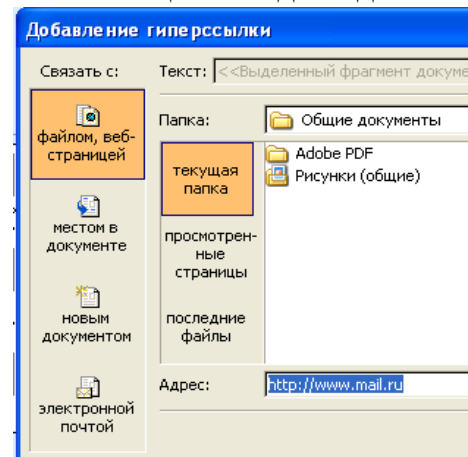 Добавление гиперссылки
Связать с:
Текст: <<Выделенный фрагмент докуме
файлом, веб-
страницей
Папка:
Общие документы
текущая
папка
Adobe PDF
Рисунки (общие)
местом в
документе
просмотрен-
ные
страницы
новым
документом
последние
файлы
Адрес:
http://www.mail.ru
электронной
почтой